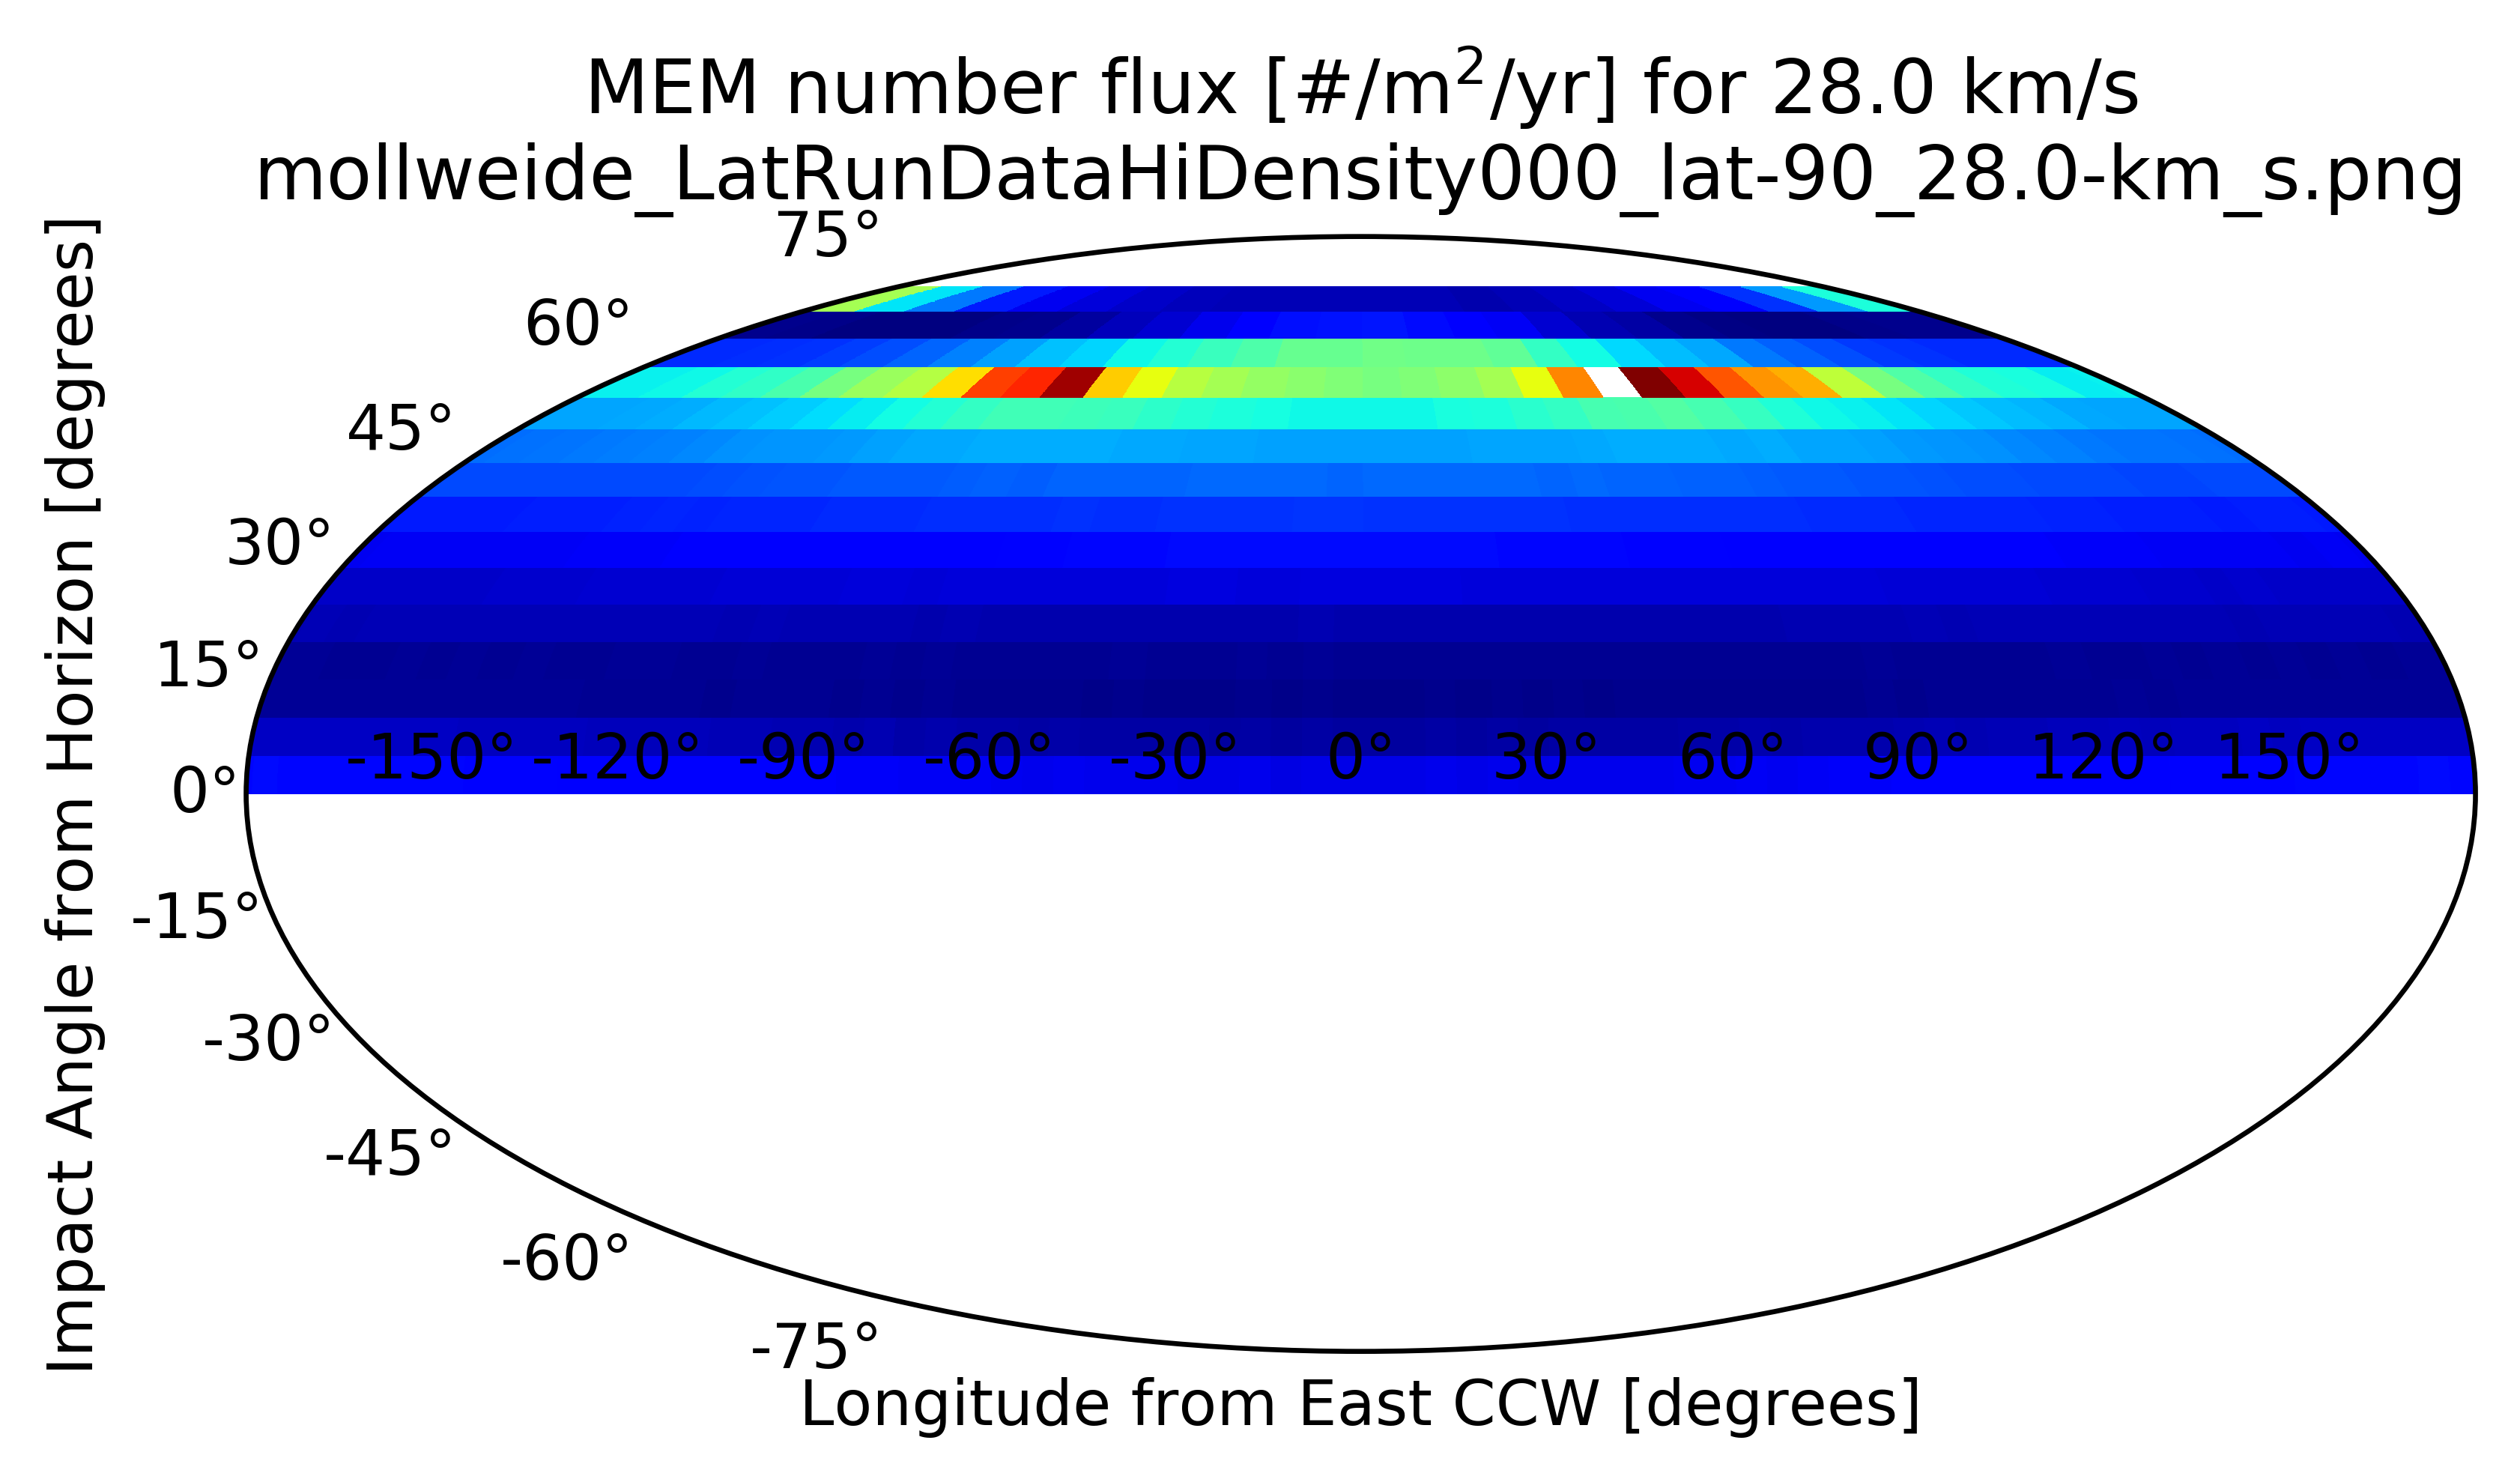 MEM number flux [#/m²/yr] for 28.0 km/s
mollweide_LatRunDataHiDensity000_lat-90_28.0-km_s.png
Impact Angle from Horizon [degrees]
75°
60°
45°
30°
15°
0°
-15°
-30°
-45°
-60°
-75°
-150° -120° -90° -60° -30° 0° 30° 60° 90° 120° 150°
Longitude from East CCW [degrees]